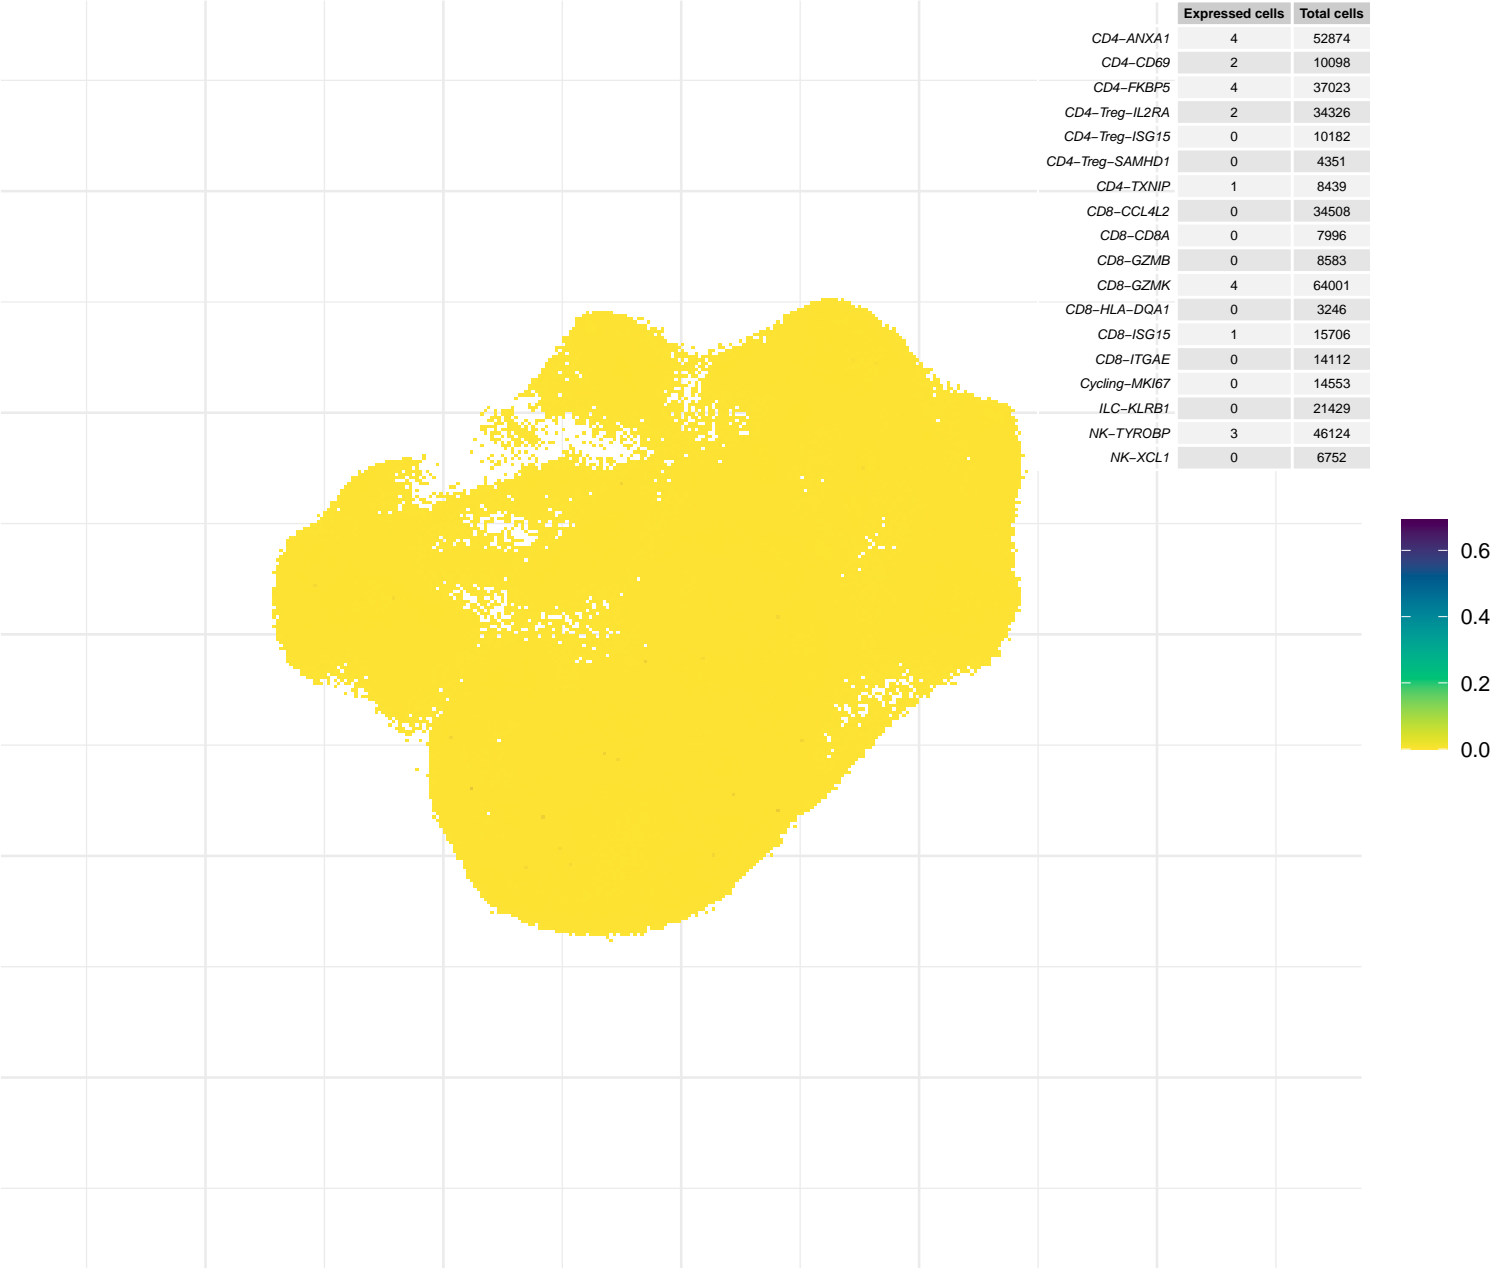 Expressed cells Total cells
CD4−ANXA1 4 52874
CD4−CD69 2 10098
CD4−FKBP5 4 37023
CD4−Treg−IL2RA 2 34326
CD4−Treg−ISG15 0 10182
CD4−Treg−SAMHD1 0 4351
CD4−TXNIP 1 8439
CD8−CCL4L2 0 34508
CD8−CD8A 0 7996
CD8−GZMB 0 8583
CD8−GZMK 4 64001
CD8−HLA−DQA1 0 3246
CD8−ISG15 1 15706
CD8−ITGAE 0 14112
Cycling−MKI67 0 14553
ILC−KLRB1 0 21429
NK−TYROBP 3 46124
NK−XCL1 0 6752
0.6
0.4
0.2
0.0